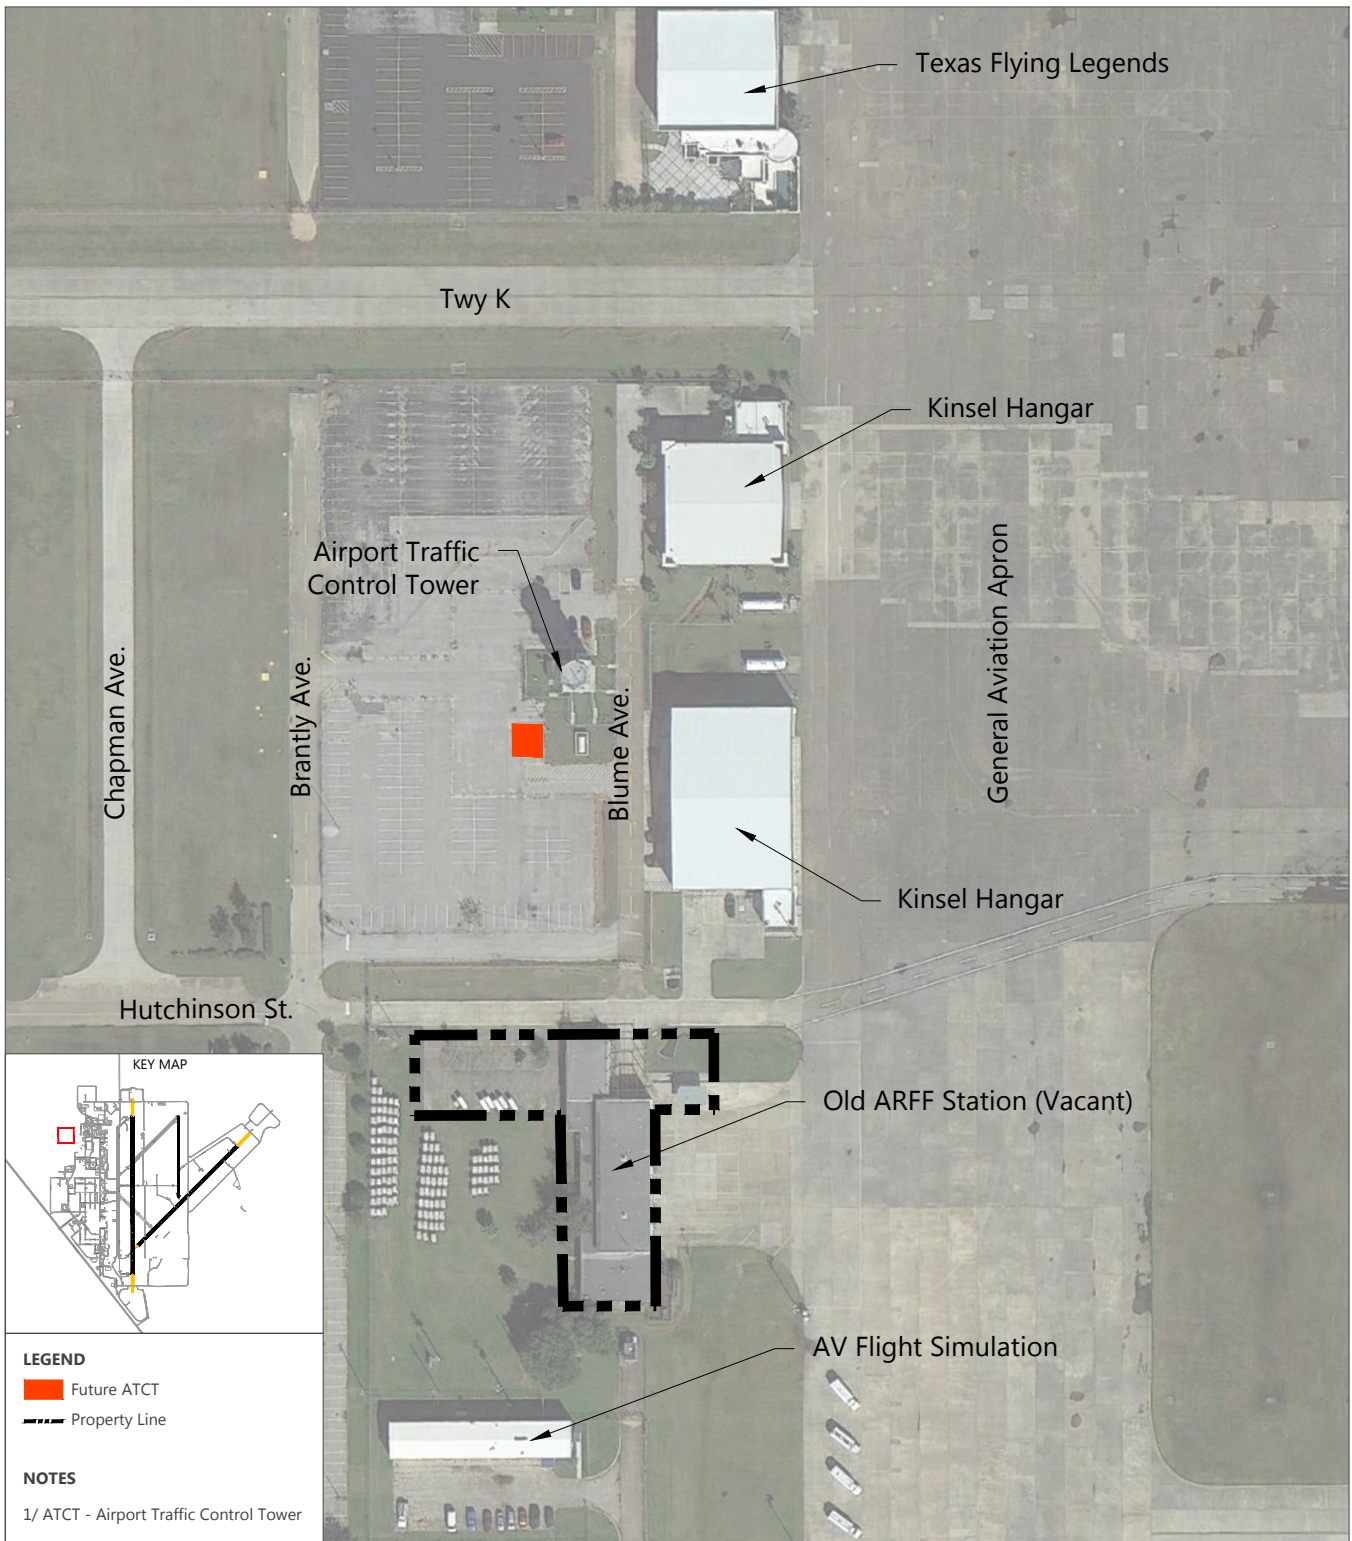 Texas Flying Legends
Twy K
Kinsel Hangar
Airport Traffic
Control Tower
General Aviation Apron
Chapman Ave.
Brantly Ave.
Blume Ave.
Kinsel Hangar
Hutchinson St.
KEY MAP
Old ARFF Station (Vacant)
AV Flight Simulation
LEGEND
Future ATCT
Property Line
NOTES
1/ ATCT - Airport Traffic Control Tower